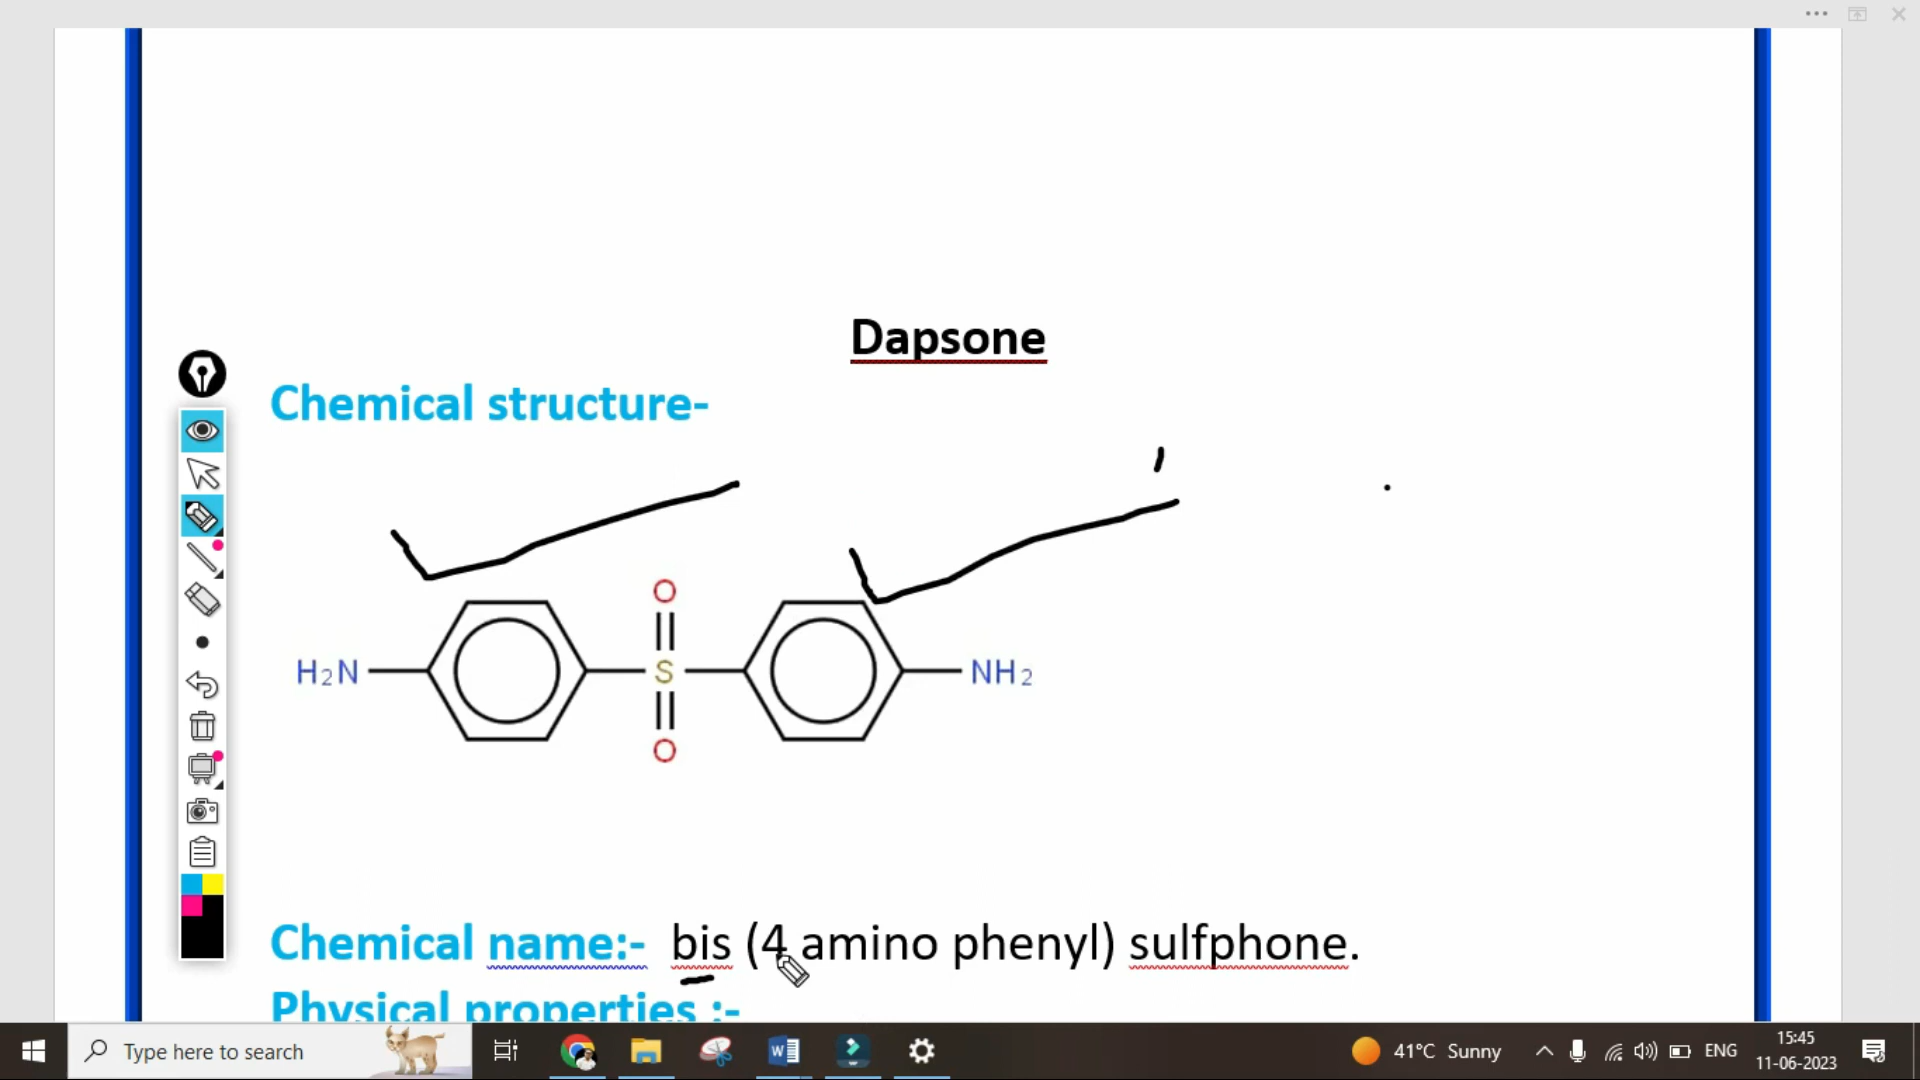 Dapsone
Chemical structure-
O
H₂N S NH₂
O
Chemical name:- bis (4 amino phenyl) sulfphone.
Physical properties :-
Type here to search
41°C Sunny
ENG
15:45
11-06-2023